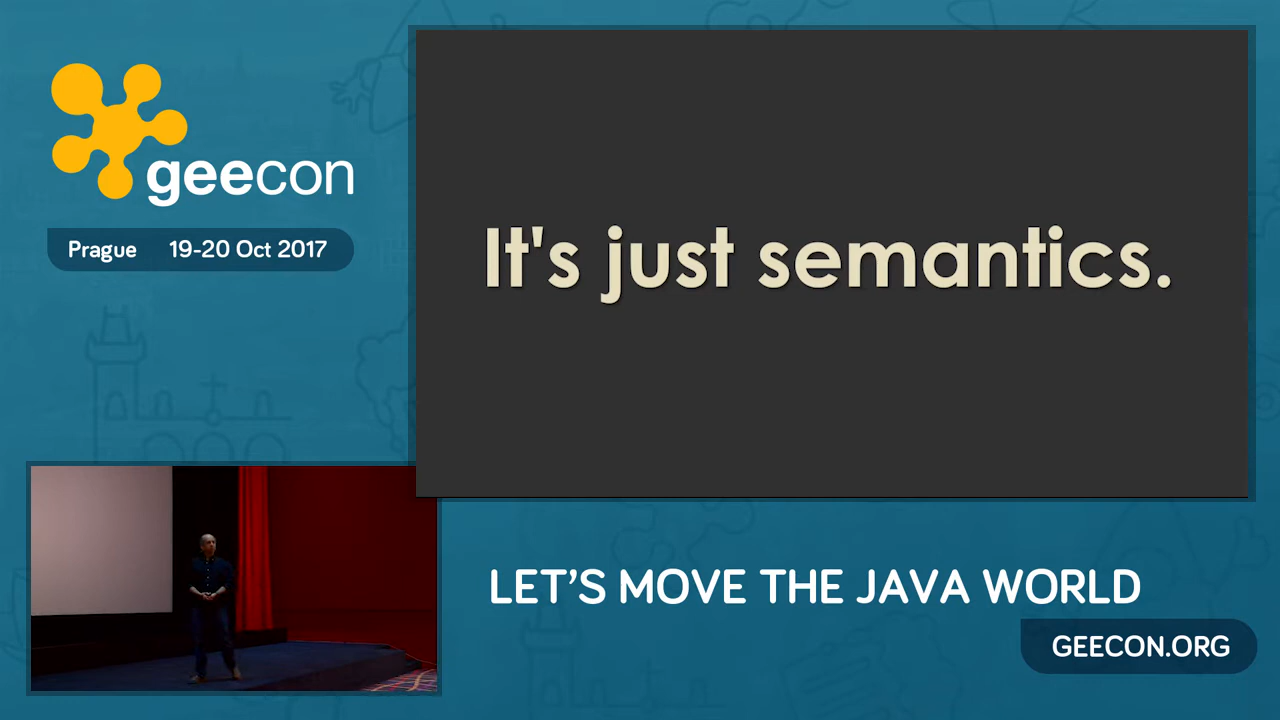 geecon
Prague 19-20 Oct 2017
It's just semantics.
LET'S MOVE THE JAVA WORLD
GEECON.ORG